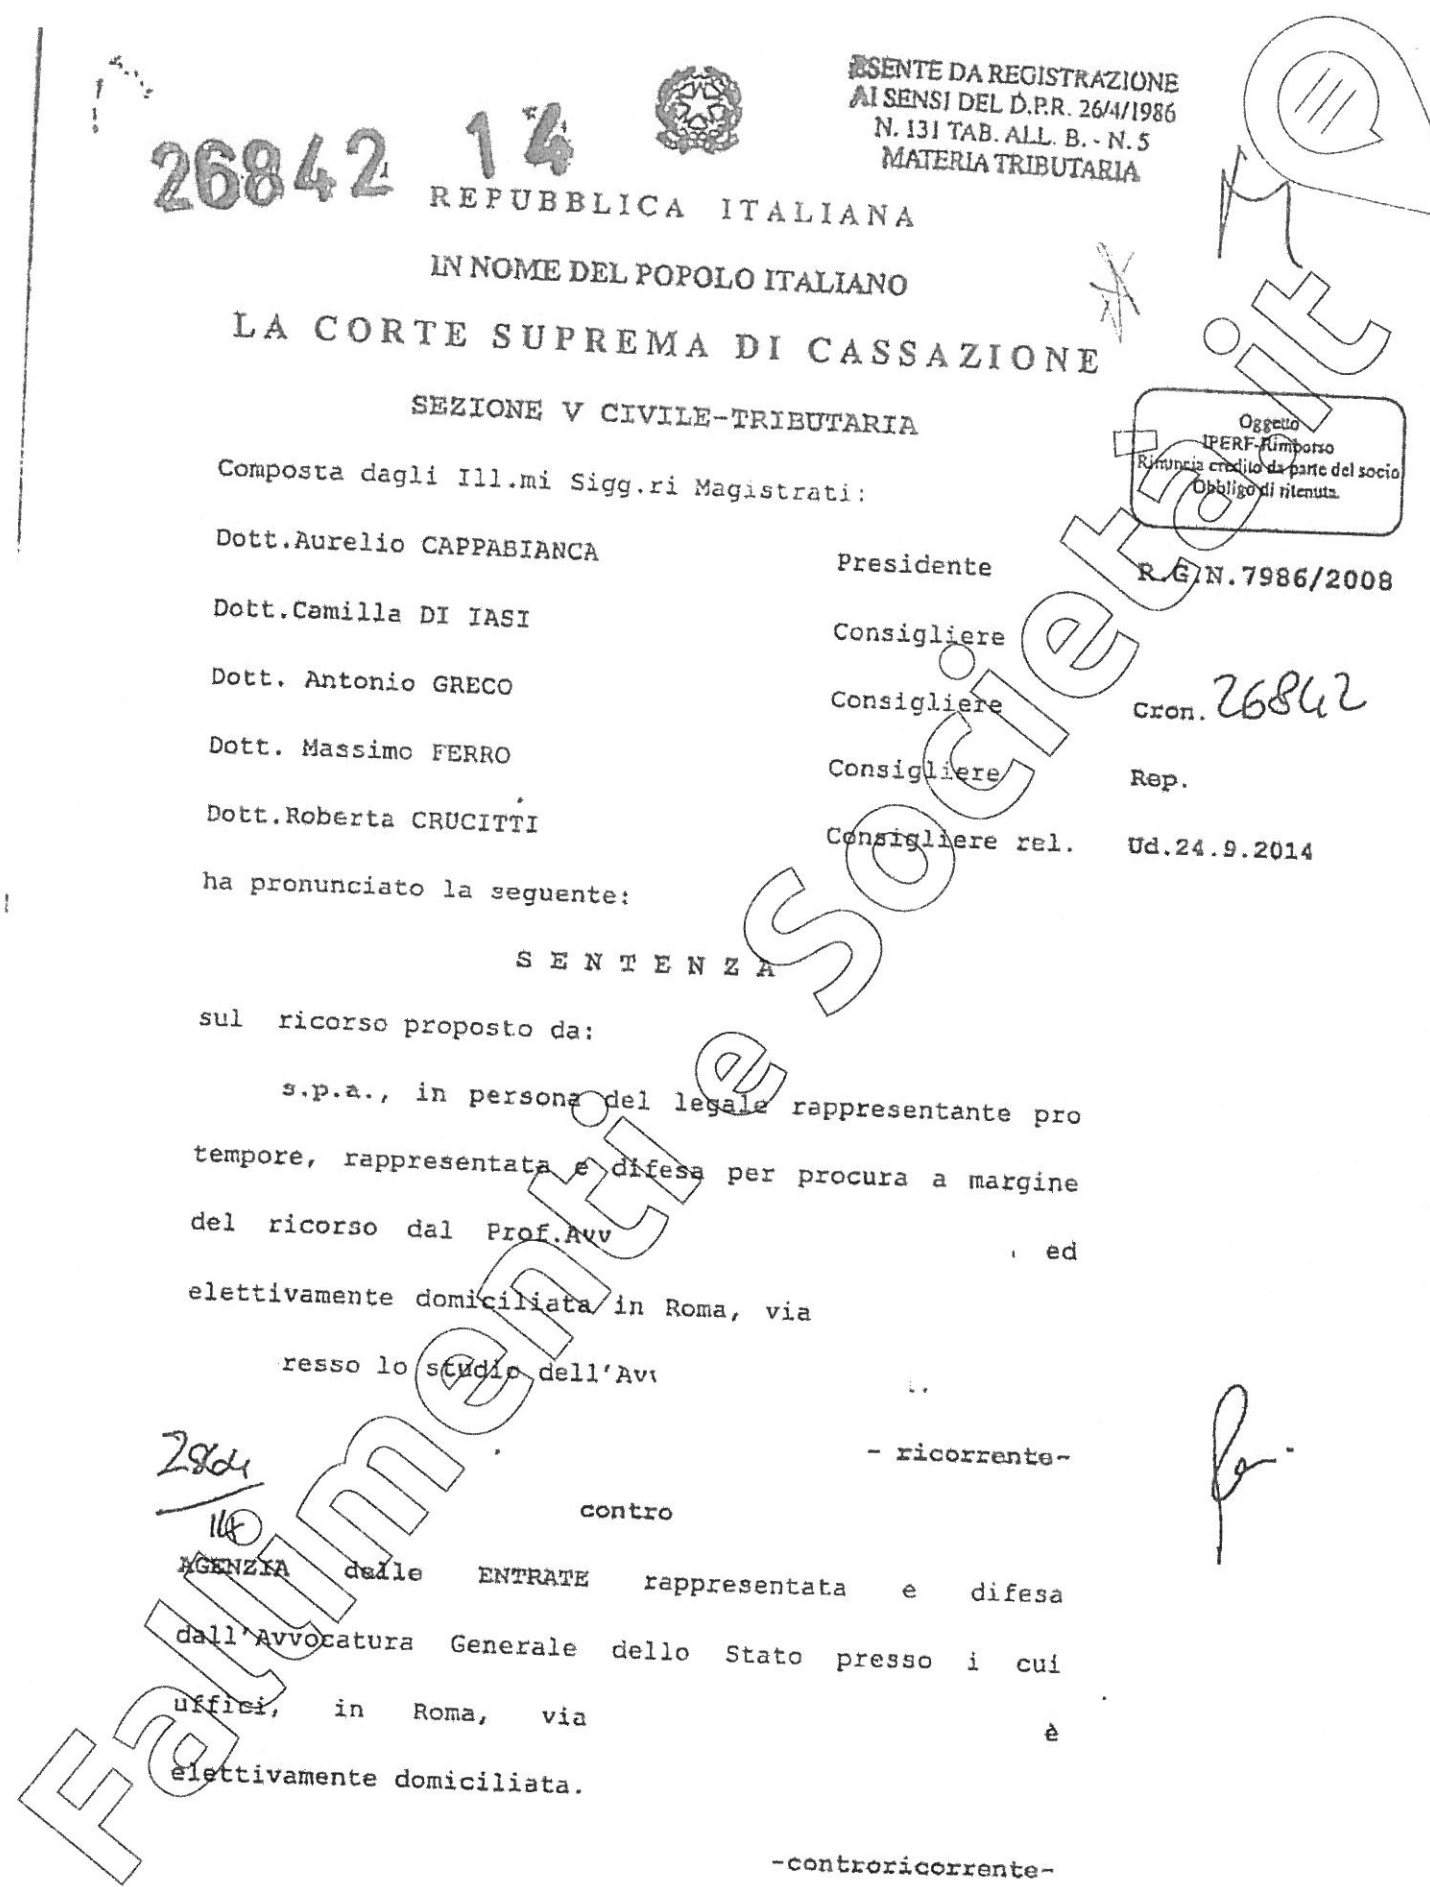 26842 14
ESENTE DA REGISTRAZIONE
AI SENSI DEL D.P.R. 26/4/1986
N. 131 TAB. ALL. B. - N. 5
MATERIA TRIBUTARIA
REPUBBLICA ITALIANA
IN NOME DEL POPOLO ITALIANO
LA CORTE SUPREMA DI CASSAZIONE
SEZIONE V CIVILE-TRIBUTARIA
Oggetto
IPERF-Rimborso
Rinuncia credito da parte del socio
Obbligo di ritenuta.
Composta dagli Ill.mi Sigg.ri Magistrati:
Dott.Aurelio CAPPABIANCA Presidente R.G.N.7986/2008
Dott.Camilla DI IASI Consigliere
Dott. Antonio GRECO Consigliere Cron. 26842
Dott. Massimo FERRO Consigliere Rep.
Dott.Roberta CRUCITTI Consigliere rel. Ud.24.9.2014
ha pronunciato la seguente:
S E N T E N Z A
sul ricorso proposto da:
s.p.a., in persona del legale rappresentante pro
tempore, rappresentata e difesa per procura a margine
del ricorso dal Prof.Avv ed
elettivamente domiciliata in Roma, via
resso lo studio dell'Avv
- ricorrente-
2864
14
contro
AGENZIA delle ENTRATE rappresentata e difesa
dall'Avvocatura Generale dello Stato presso i cui
uffici, in Roma, via è
elettivamente domiciliata.
-controricorrente-
Fallimenti e Società.it